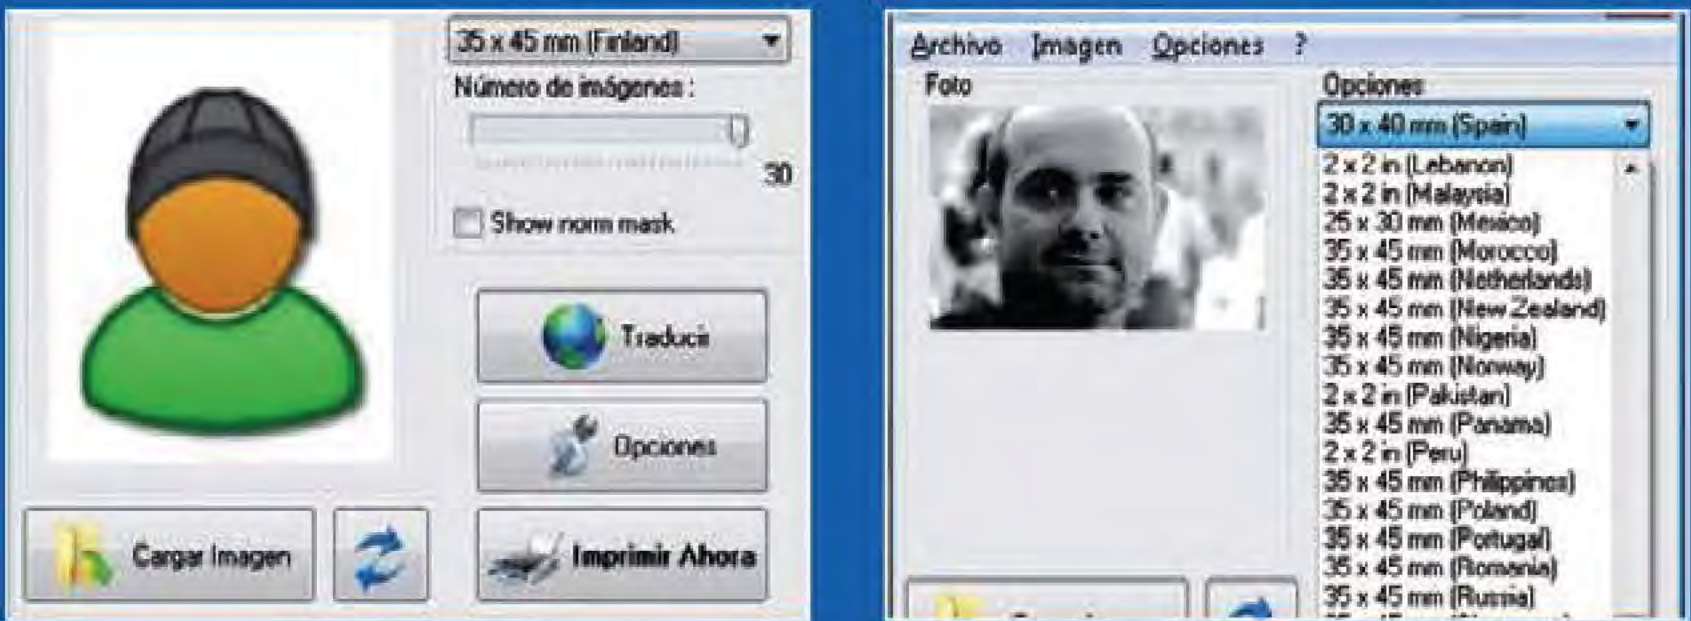 35 x 45 mm (Finland)
Número de imágenes :
30
Show norm mask
Traducir
Opciones
Cargar Imagen
Imprimir Ahora
Archivo Imagen Opciones ?
Foto
Opciones
30 x 40 mm (Spain)
2 x 2 in (Lebanon)
2 x 2 in (Malaysia)
25 x 30 mm (Mexico)
35 x 45 mm (Morocco)
35 x 45 mm (Netherlands)
35 x 45 mm (New Zealand)
35 x 45 mm (Nigeria)
35 x 45 mm (Norway)
2 x 2 in (Pakistan)
35 x 45 mm (Panama)
2 x 2 in (Peru)
35 x 45 mm (Philippines)
35 x 45 mm (Poland)
35 x 45 mm (Portugal)
35 x 45 mm (Romania)
35 x 45 mm (Russia)